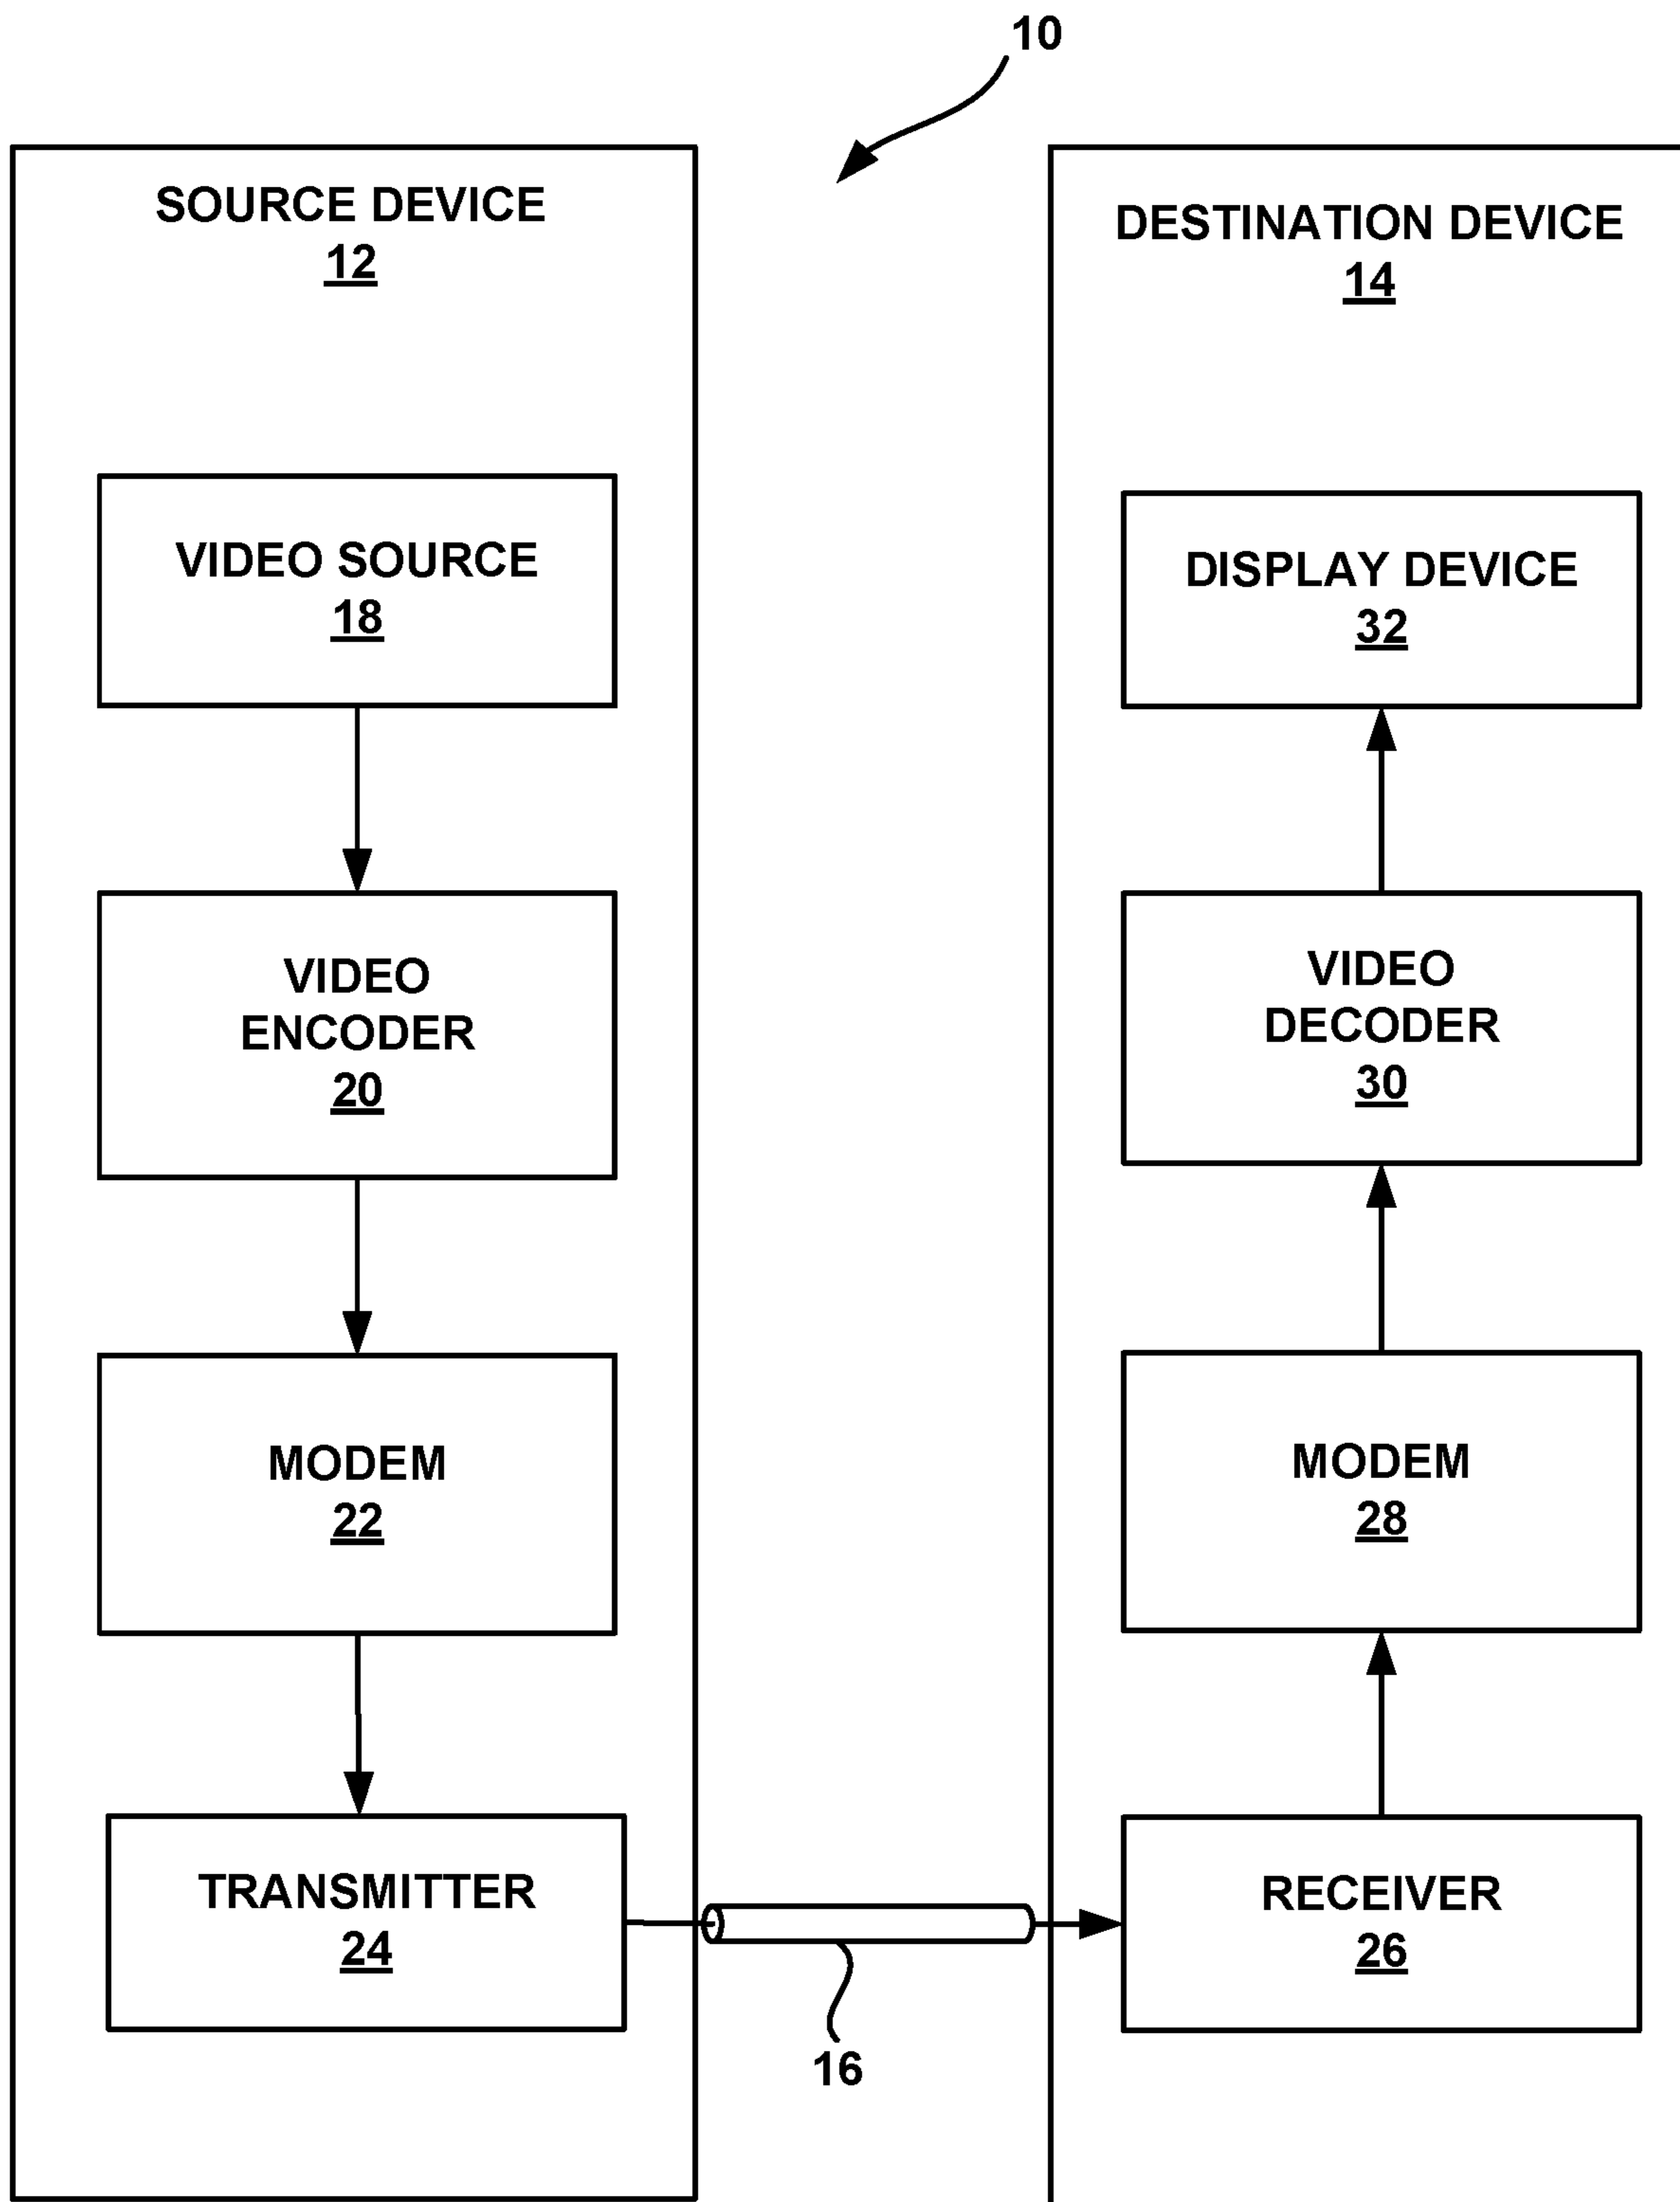 10
SOURCE DEVICE
12
VIDEO SOURCE
18
VIDEO
ENCODER
20
MODEM
22
TRANSMITTER
24
16
DESTINATION DEVICE
14
DISPLAY DEVICE
32
VIDEO
DECODER
30
MODEM
28
RECEIVER
26